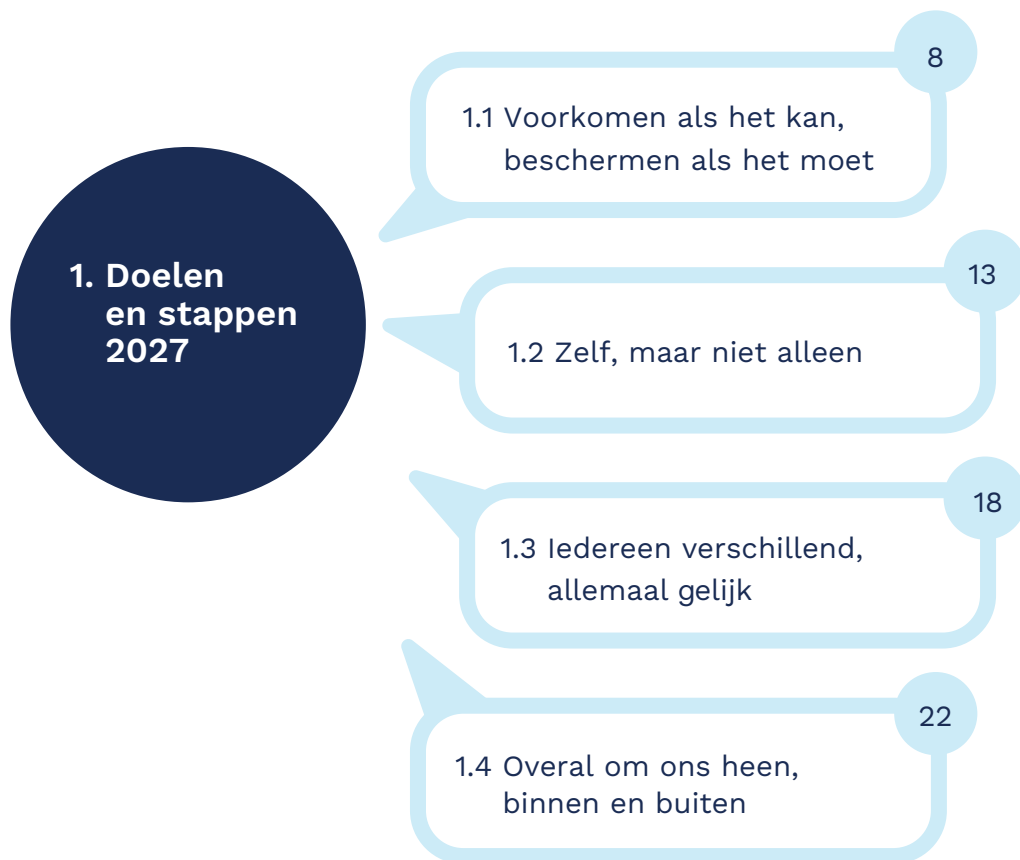 1. Doelen
en stappen
2027
8
1.1 Voorkomen als het kan,
beschermen als het moet
13
1.2 Zelf, maar niet alleen
18
1.3 Iedereen verschillend,
allemaal gelijk
22
1.4 Overal om ons heen,
binnen en buiten